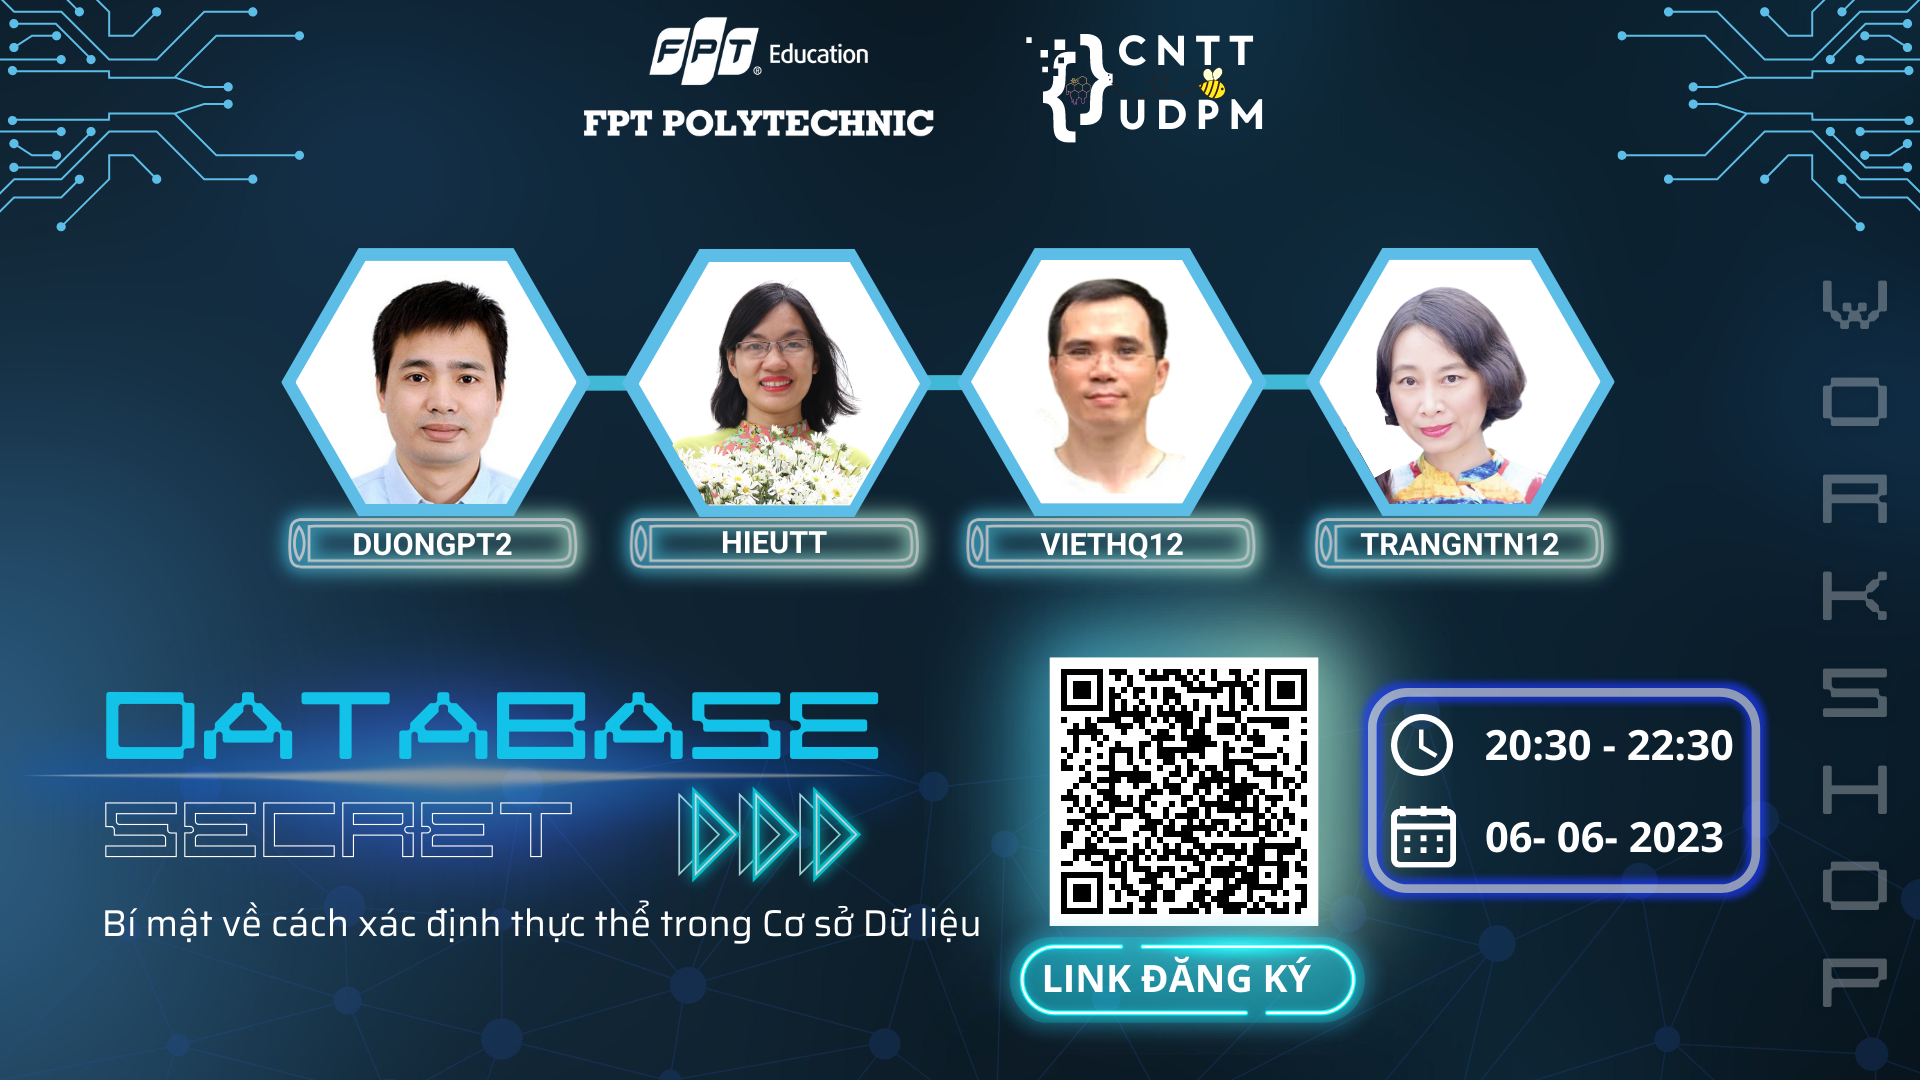 FPT Education
FPT POLYTECHNIC
CNTT
UDPM
DUONGPT2
HIEUTT
VIETHQ12
TRANGNTN12
WORKSHOP
DATABASE
SECRET
Bí mật về cách xác định thực thể trong Cơ sở Dữ liệu
LINK ĐĂNG KÝ
20:30 - 22:30
06- 06- 2023